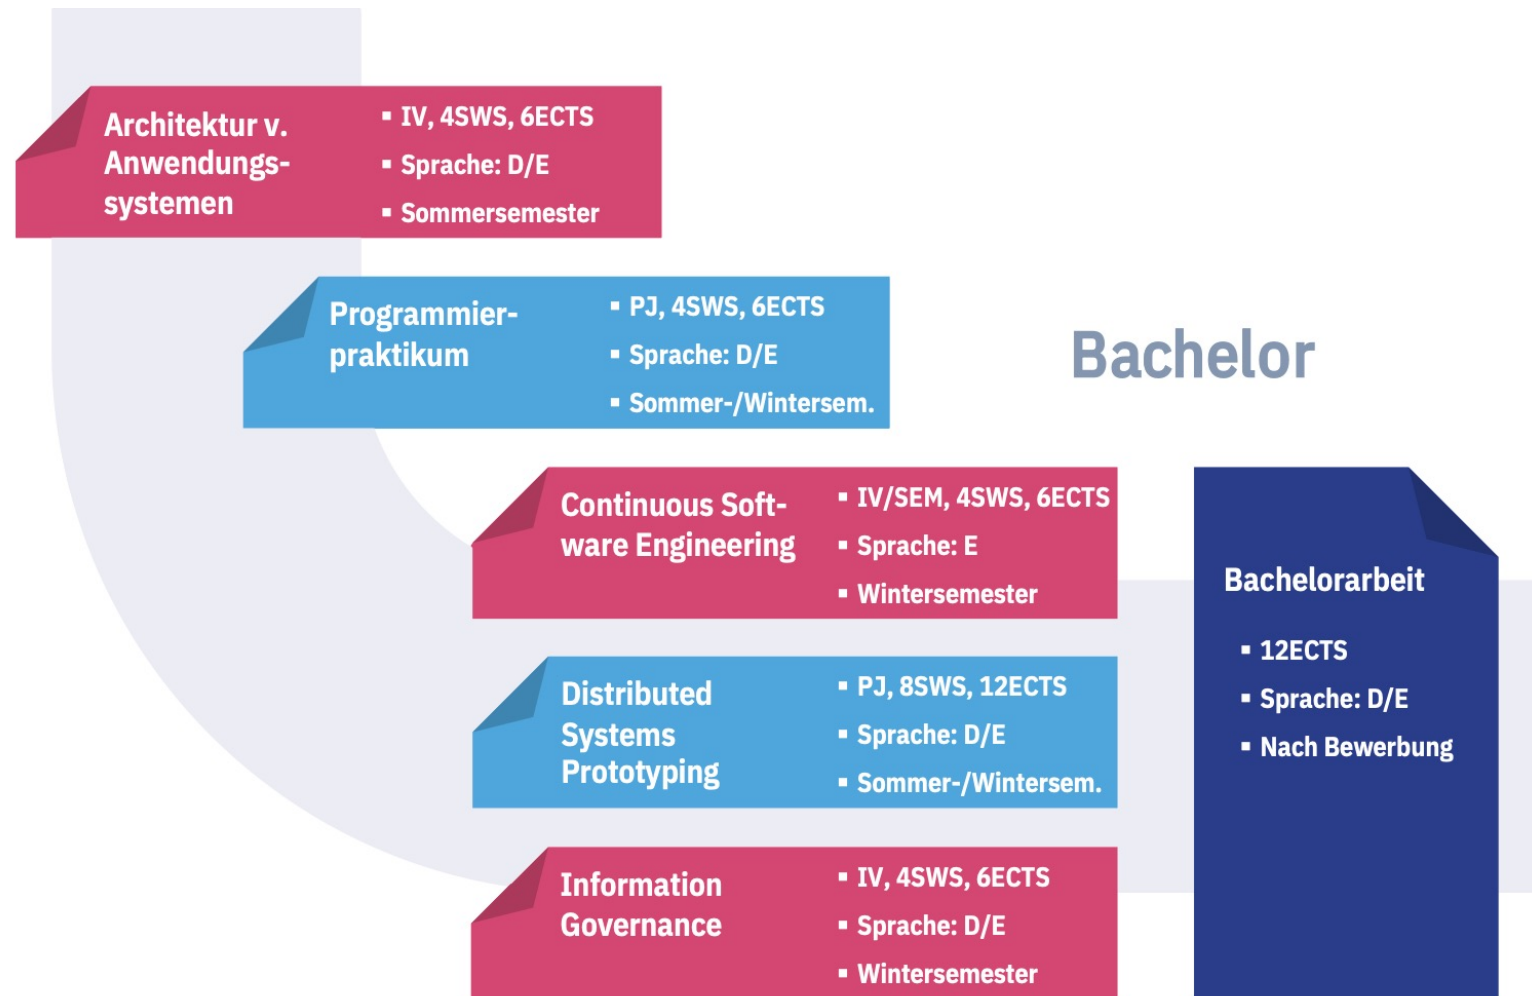 Architektur v.
Anwendungs-
systemen
▪ IV, 4SWS, 6ECTS
▪ Sprache: D/E
▪ Sommersemester
Programmier-
praktikum
▪ PJ, 4SWS, 6ECTS
▪ Sprache: D/E
▪ Sommer-/Wintersem.
Bachelor
Continuous Soft-
ware Engineering
▪ IV/SEM, 4SWS, 6ECTS
▪ Sprache: E
▪ Wintersemester
Distributed
Systems
Prototyping
▪ PJ, 8SWS, 12ECTS
▪ Sprache: D/E
▪ Sommer-/Wintersem.
Information
Governance
▪ IV, 4SWS, 6ECTS
▪ Sprache: D/E
▪ Wintersemester
Bachelorarbeit
▪ 12ECTS
▪ Sprache: D/E
▪ Nach Bewerbung